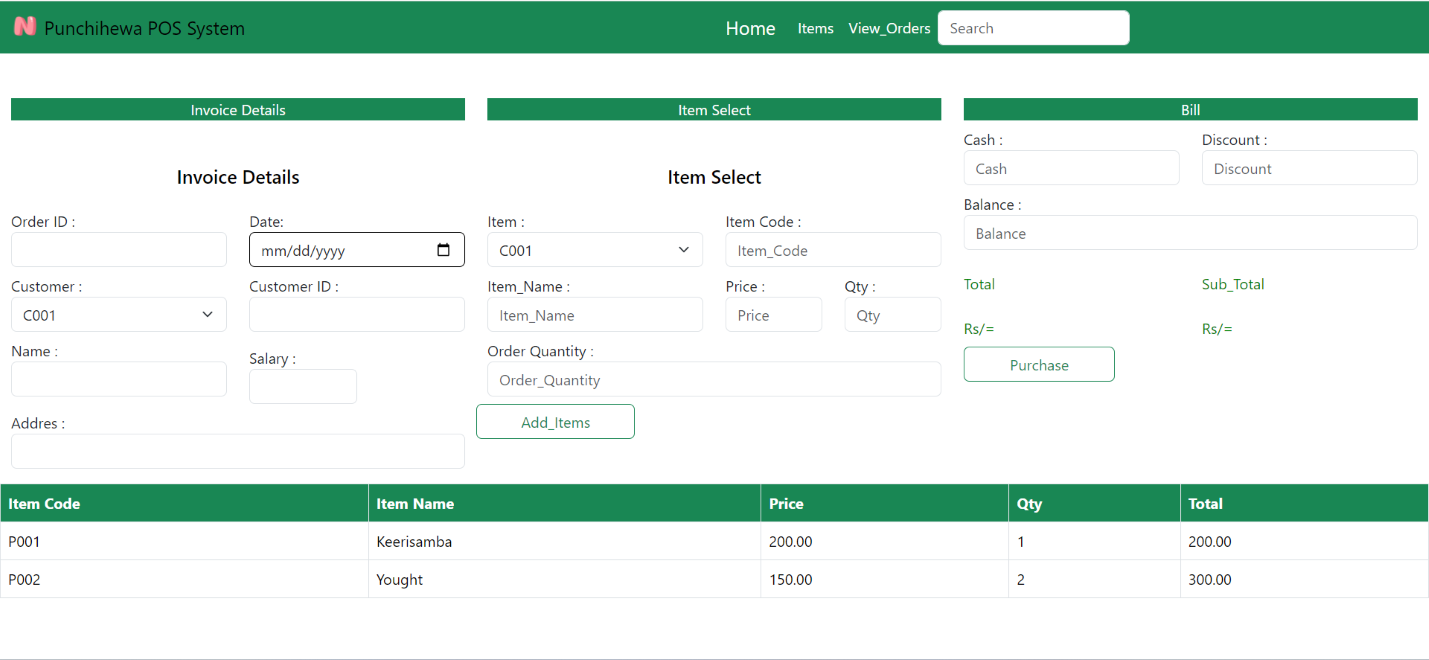 N Punchihewa POS System Home Items View_Orders Search
Invoice Details
Invoice Details
Order ID : Date:
mm/dd/yyyy
Customer : Customer ID :
C001
Name : Salary :
Addres :
Item Select
Item Select
Item : Item Code :
C001 Item_Code
Item_Name : Price : Qty :
Item_Name Price Qty
Order Quantity :
Order_Quantity
Add_Items
Bill
Cash : Discount :
Cash Discount
Balance :
Balance
Total Sub_Total
Rs/= Rs/=
Purchase
Item Code Item Name Price Qty Total
P001 Keerisamba 200.00 1 200.00
P002 Yought 150.00 2 300.00